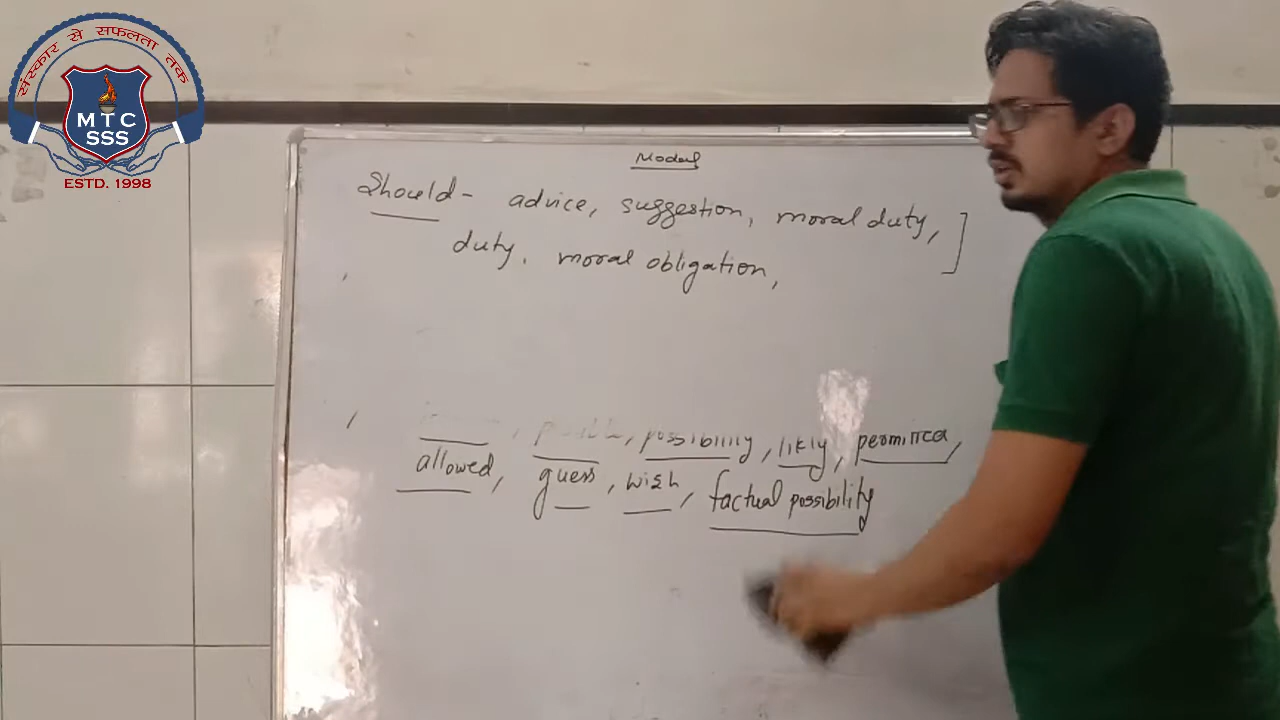 संस्कार से सफलता तक
MTC
SSS
ESTD. 1998
Modals
Should - advice, suggestion, moral duty, ]
duty, moral obligation,
, possibility, likly, permitted,
allowed, guess, wish, factual possibility